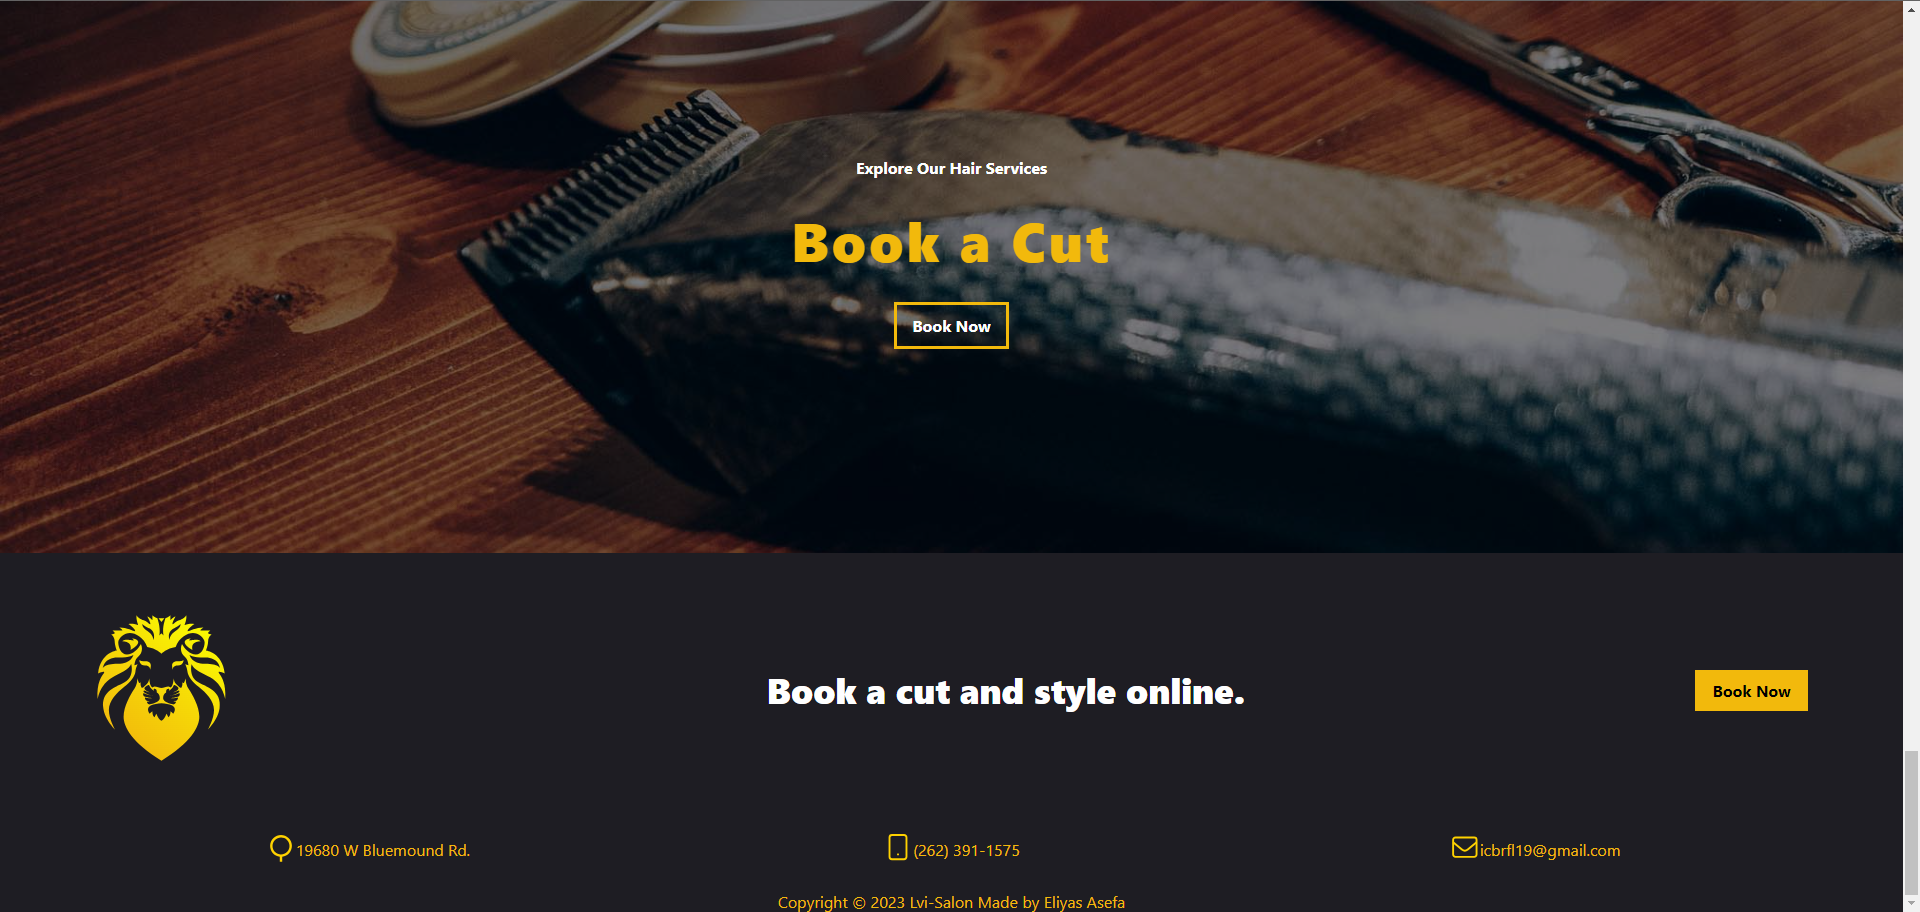 Explore Our Hair Services
Book a Cut
Book Now
Book a cut and style online.
Book Now
19680 W Bluemound Rd.
(262) 391-1575
icbrfl19@gmail.com
Copyright © 2023 Lvi-Salon Made by Eliyas Asefa